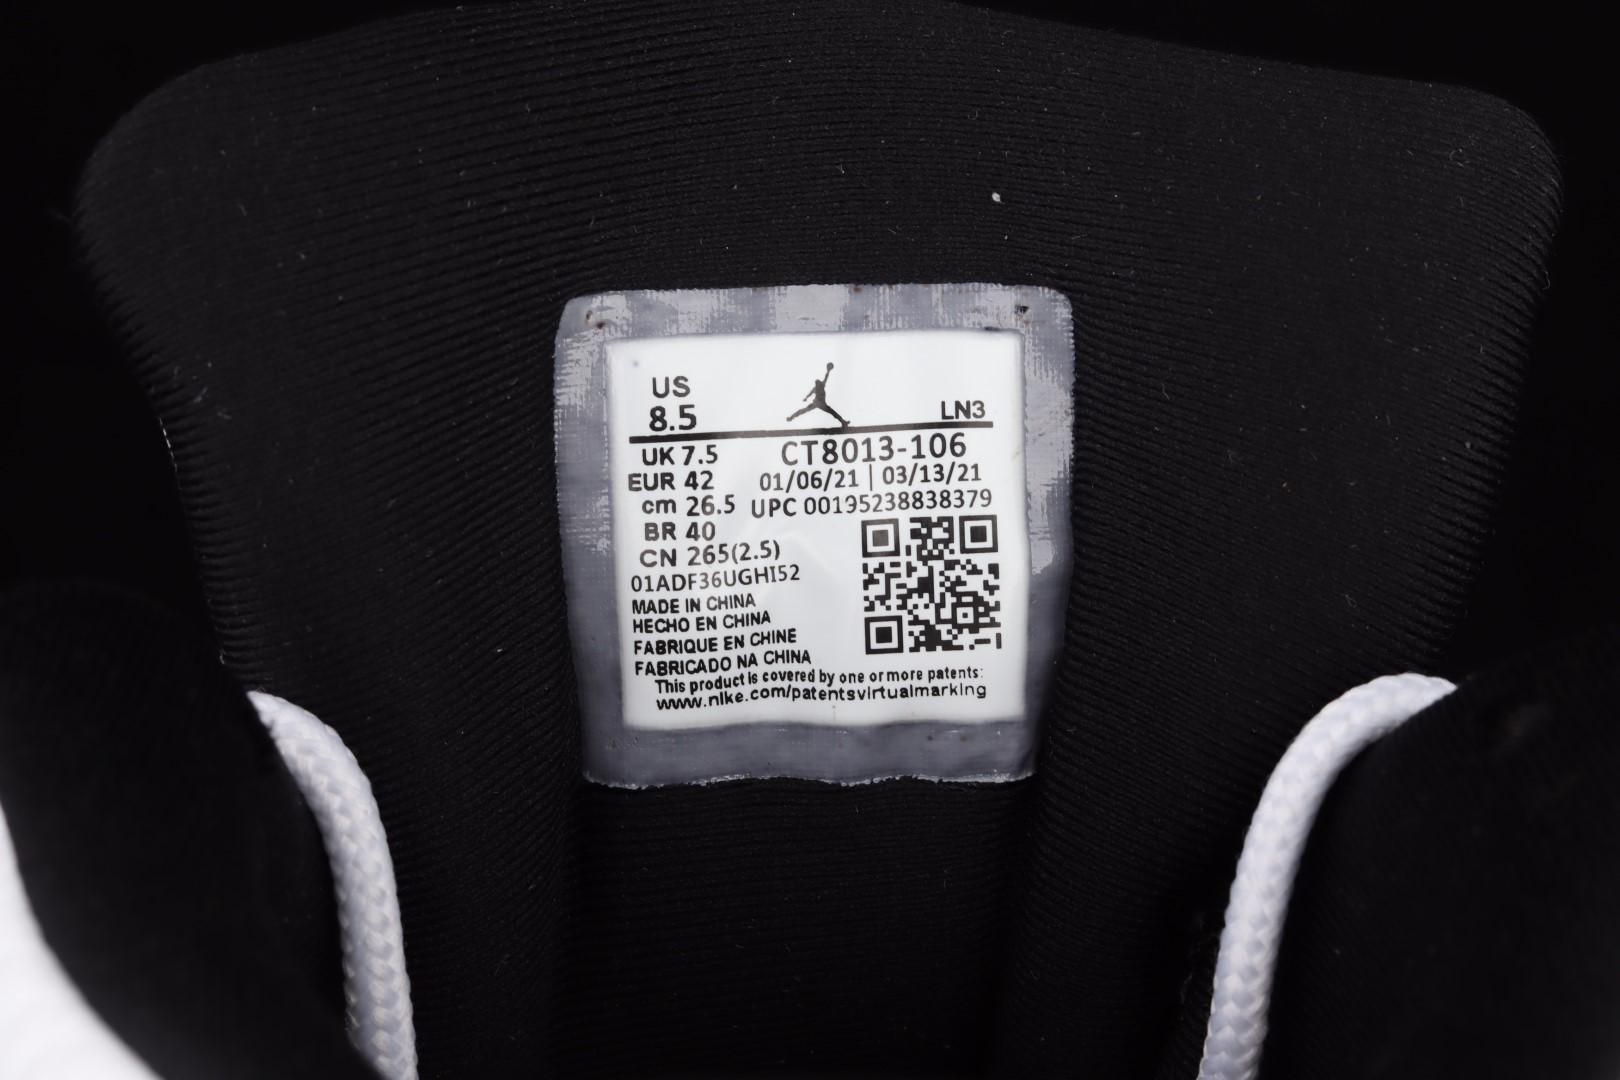 US
8.5
LN3
UK 7.5
CT8013-106
EUR 42
01/06/21 | 03/13/21
cm 26.5
UPC 00195238838379
BR 40
CN 265(2.5)
01ADF36UGHI52
MADE IN CHINA
HECHO EN CHINA
FABRIQUE EN CHINE
FABRICADO NA CHINA
This product is covered by one or more patents:
www.nike.com/patentsvirtualmarking